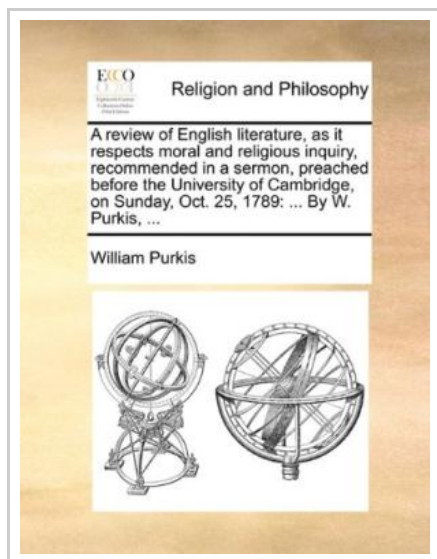 ECCO
Religion and Philosophy
A review of English literature, as it
respects moral and religious inquiry,
recommended in a sermon, preached
before the University of Cambridge,
on Sunday, Oct. 25, 1789: ... By W.
Purkis, ...
William Purkis